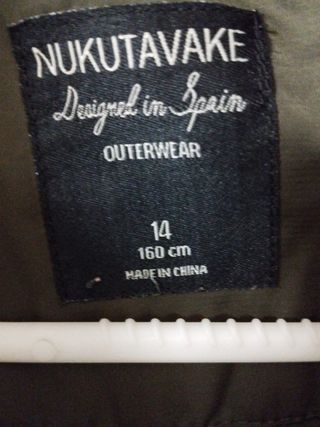 NUKUTAVAKE
Designed in Spain
OUTERWEAR
14
160 cm
MADE IN CHINA